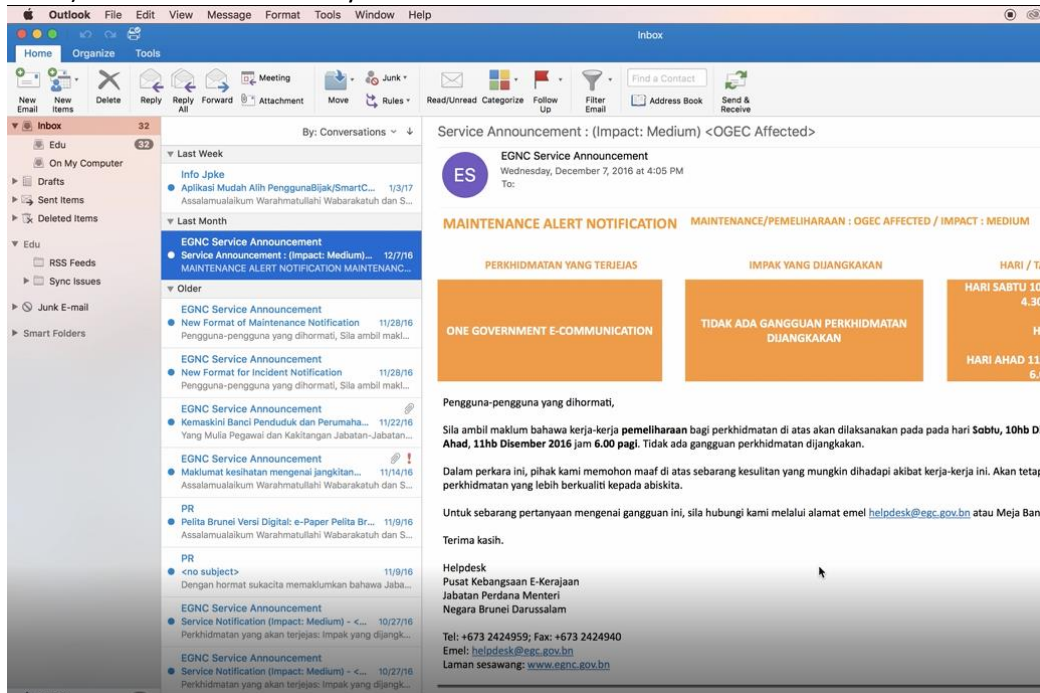 Outlook File Edit View Message Format Tools Window Help
Inbox
Home Organize Tools
New Email
New Items
Delete
Reply
Reply All
Forward
Meeting
Attachment
Move
Junk
Rules
Read/Unread
Categorize
Follow Up
Filter Email
Find a Contact
Address Book
Send & Receive
Inbox 32
Edu 32
On My Computer
Drafts
Sent Items
Deleted Items
Edu
RSS Feeds
Sync Issues
Junk E-mail
Smart Folders
By: Conversations
Last Week
Info Jpke
Aplikasi Mudah Alih PenggunaBijak/SmartC... 1/3/17
Assalamualaikum Warahmatullahi Wabarakatuh dan S...
Last Month
EGNC Service Announcement
Service Announcement : (Impact: Medium)... 12/7/16
MAINTENANCE ALERT NOTIFICATION MAINTENANC...
Older
EGNC Service Announcement
New Format of Maintenance Notification 11/28/16
Pengguna-pengguna yang dihormati, Sila ambil makl...
EGNC Service Announcement
New Format for Incident Notification 11/28/16
Pengguna-pengguna yang dihormati, Sila ambil makl...
EGNC Service Announcement
Kemaskini Banci Penduduk dan Perumaha... 11/22/16
Yang Mulia Pegawai dan Kakitangan Jabatan-Jabatan...
EGNC Service Announcement
Maklumat kesihatan mengenai jangkitan... 11/14/16
Assalamualaikum Warahmatullahi Wabarakatuh dan S...
PR
Pelita Brunei Versi Digital: e-Paper Pelita Br... 11/9/16
Assalamualaikum Warahmatullahi Wabarakatuh dan S...
PR
<no subject> 11/9/16
Dengan hormat sukacita memaklumkan bahawa Jaba...
EGNC Service Announcement
Service Notification (Impact: Medium) - <... 10/27/16
Perkhidmatan yang akan terjejas: Impak yang dijangk...
EGNC Service Announcement
Service Notification (Impact: Medium) - <... 10/27/16
Perkhidmatan yang akan terjejas: Impak yang dijangk...
Service Announcement : (Impact: Medium) <OGEC Affected>
ES
EGNC Service Announcement
Wednesday, December 7, 2016 at 4:05 PM
To:
MAINTENANCE ALERT NOTIFICATION MAINTENANCE/PEMELIHARAAN : OGEC AFFECTED / IMPACT : MEDIUM
PERKHIDMATAN YANG TERJEJAS
IMPAK YANG DIJANGKAKAN
HARI /
ONE GOVERNMENT E-COMMUNICATION
TIDAK ADA GANGGUAN PERKHIDMATAN
DIJANGKAKAN
HARI SABTU 10
4.30
H
HARI AHAD 11
6.
Pengguna-pengguna yang dihormati,
Sila ambil maklum bahawa kerja-kerja pemeliharaan bagi perkhidmatan di atas akan dilaksanakan pada pada hari Sabtu, 10hb
Ahad, 11hb Disember 2016 jam 6.00 pagi. Tidak ada gangguan perkhidmatan dijangkakan.
Dalam perkara ini, pihak kami memohon maaf di atas sebarang kesulitan yang mungkin dihadapi akibat kerja-kerja ini. Akan tetap
perkhidmatan yang lebih berkualiti kepada abiskita.
Untuk sebarang pertanyaan mengenai gangguan ini, sila hubungi kami melalui alamat emel helpdesk@egc.gov.bn atau Meja Ban
Terima kasih.
Helpdesk
Pusat Kebangsaan E-Kerajaan
Jabatan Perdana Menteri
Negara Brunei Darussalam
Tel: +673 2424959; Fax: +673 2424940
Emel: helpdesk@egc.gov.bn
Laman sesawang: www.egnc.gov.bn